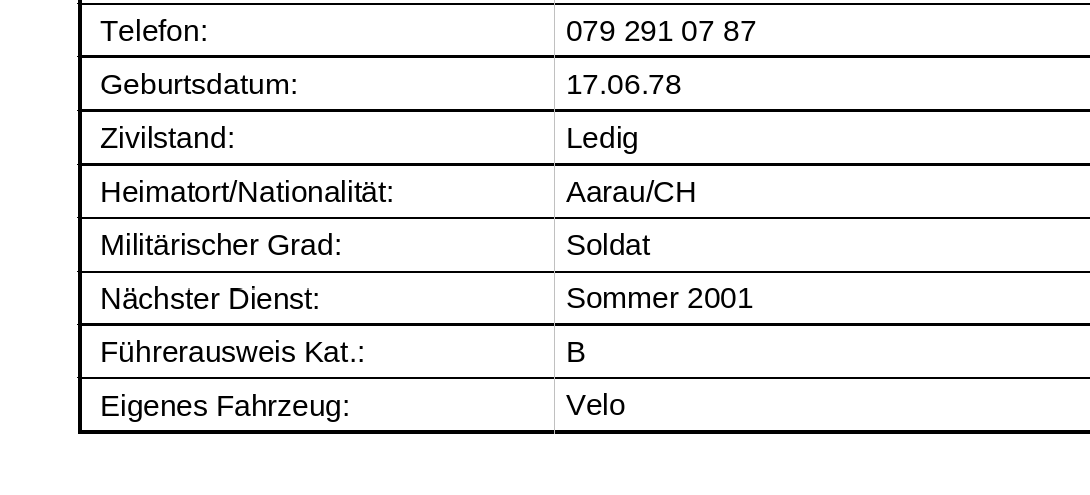 Telefon: 079 291 07 87
Geburtsdatum: 17.06.78
Zivilstand: Ledig
Heimatort/Nationalität: Aarau/CH
Militärischer Grad: Soldat
Nächster Dienst: Sommer 2001
Führerausweis Kat.: B
Eigenes Fahrzeug: Velo